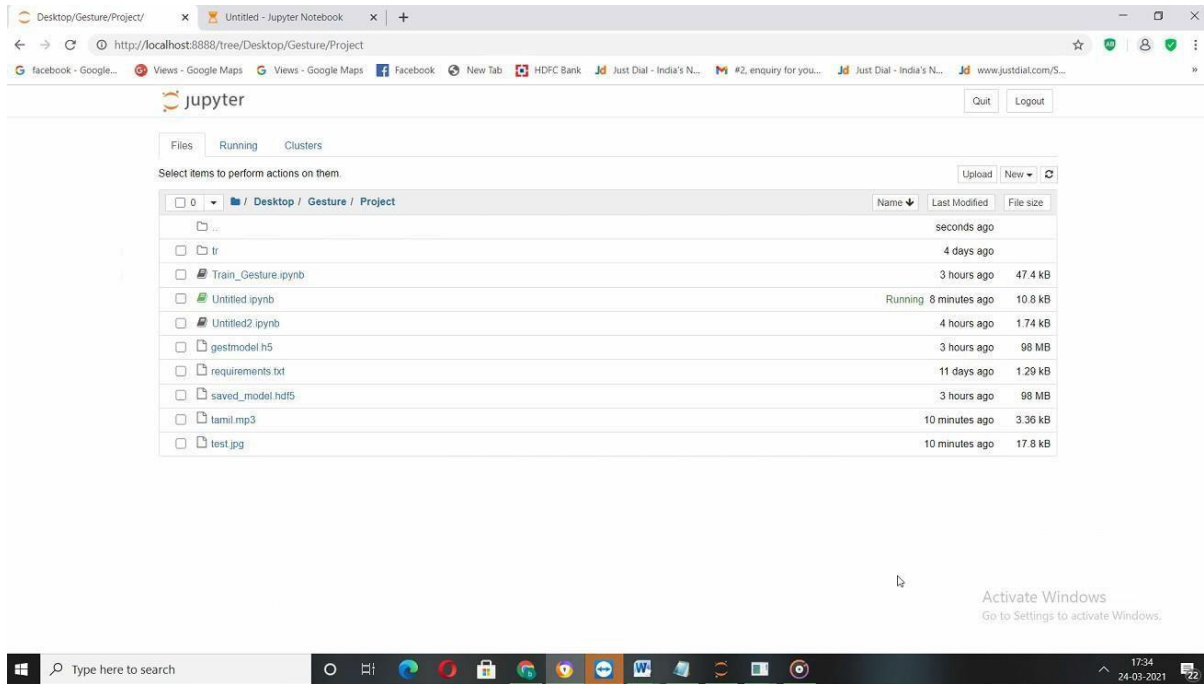 Desktop/Gesture/Project/ Untitled - Jupyter Notebook
http://localhost:8888/tree/Desktop/Gesture/Project
facebook - Google... Views - Google Maps Views - Google Maps Facebook New Tab HDFC Bank Just Dial - India's N... #2, enquiry for you... Just Dial - India's N... www.justdial.com/S... »
jupyter Quit Logout
Files Running Clusters
Select items to perform actions on them. Upload New
0 / Desktop / Gesture / Project Name Last Modified File size
.. seconds ago
tr 4 days ago
Train_Gesture.ipynb 3 hours ago 47.4 kB
Untitled.ipynb Running 8 minutes ago 10.8 kB
Untitled2.ipynb 4 hours ago 1.74 kB
gestmodel.h5 3 hours ago 98 MB
requirements.txt 11 days ago 1.29 kB
saved_model.hdf5 3 hours ago 98 MB
tamil.mp3 10 minutes ago 3.36 kB
test.jpg 10 minutes ago 17.8 kB
Activate Windows
Go to Settings to activate Windows.
Type here to search 17:34
24-03-2021 22